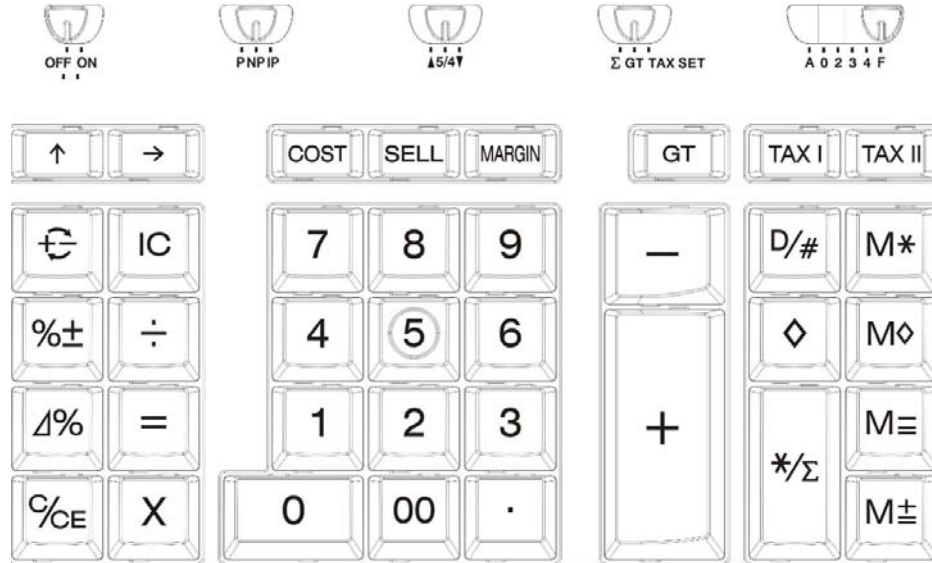 OFF ON P NP IP ▲5/4▼ Σ GT TAX SET A 0 2 3 4 F
↑ → COST SELL MARGIN GT TAX I TAX II
IC 7 8 9 − D/# M*
%± ÷ 4 5 6 ◊ M◊
⊿% = 1 2 3 + */Σ M=
C/CE X 0 00 . M±